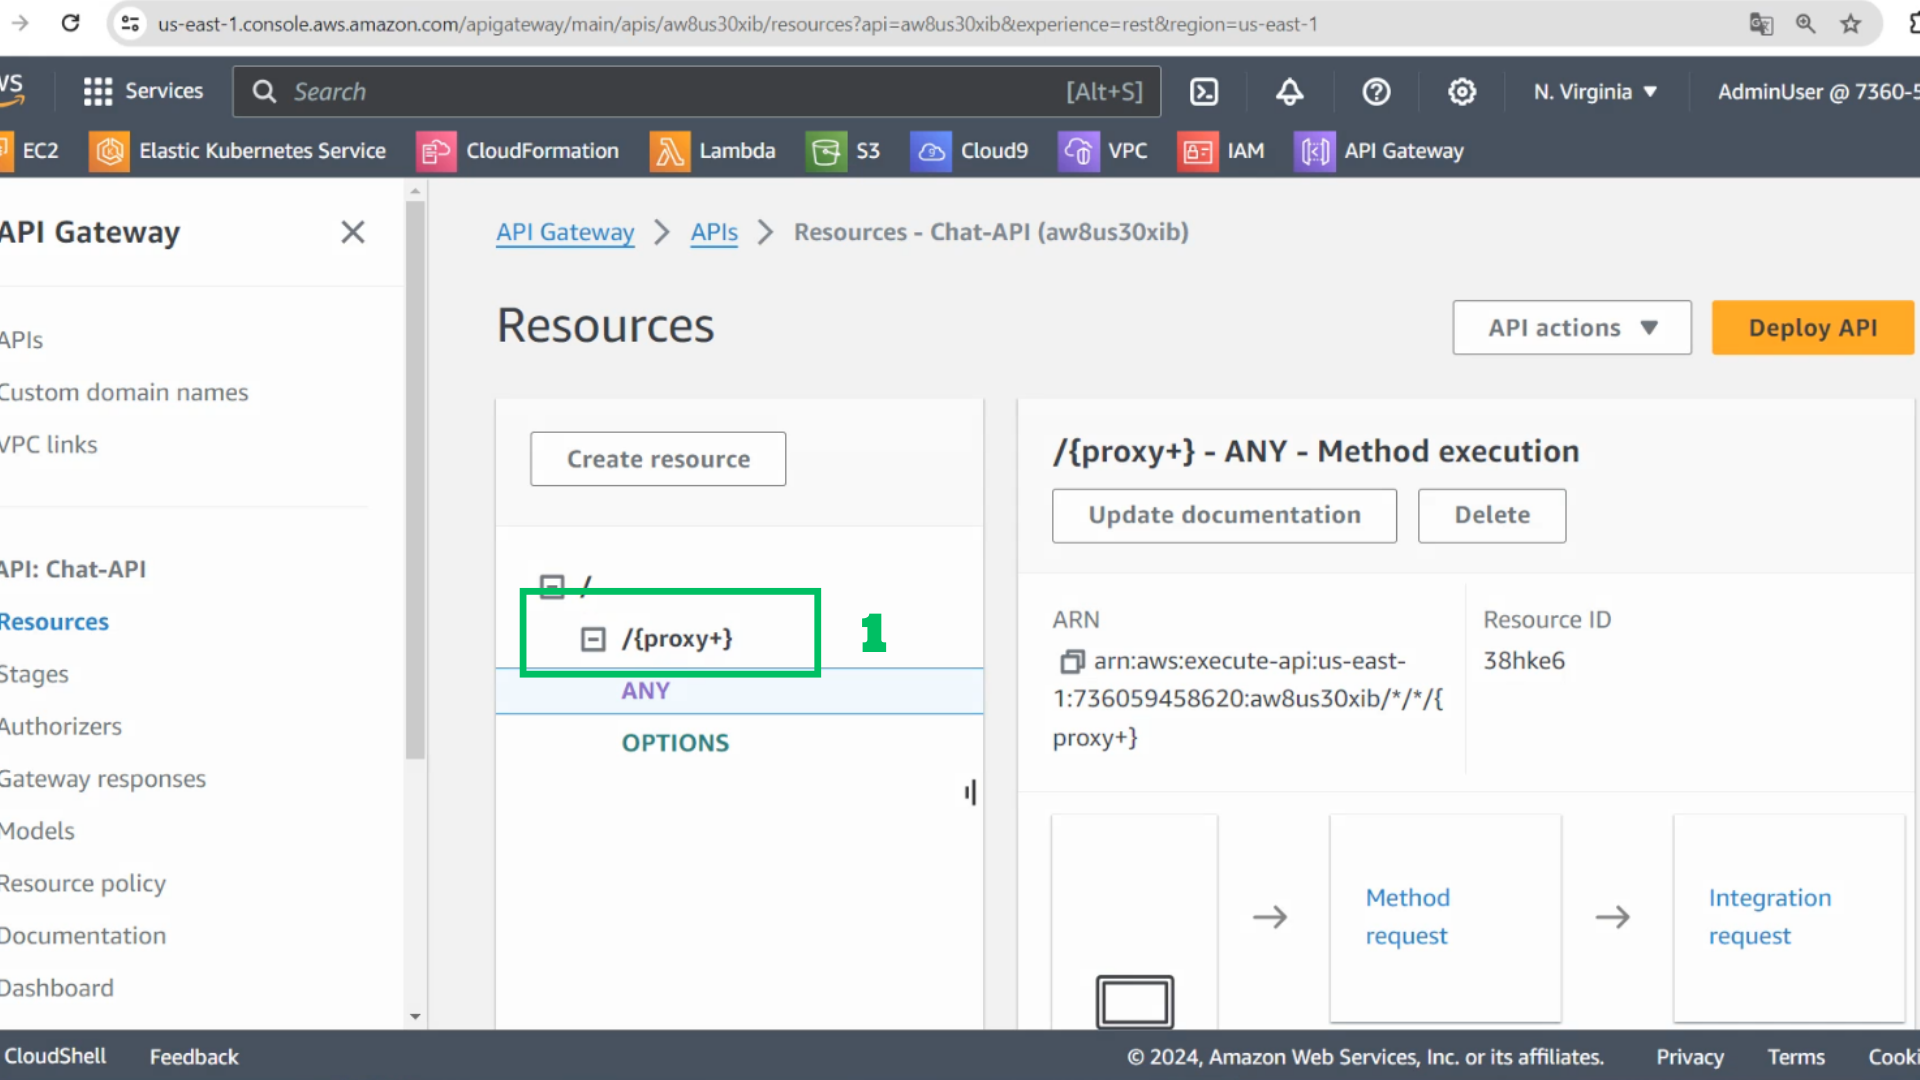 us-east-1.console.aws.amazon.com/apigateway/main/apis/aw8us30xib/resources?api=aw8us30xib&experience=rest&region=us-east-1
Services
Search
[Alt+S]
N. Virginia
AdminUser @ 7360-5
EC2
Elastic Kubernetes Service
CloudFormation
Lambda
S3
Cloud9
VPC
IAM
API Gateway
API Gateway
APIs
Custom domain names
VPC links
API: Chat-API
Resources
Stages
Authorizers
Gateway responses
Models
Resource policy
Documentation
Dashboard
API Gateway > APIs > Resources - Chat-API (aw8us30xib)
Resources
API actions
Deploy API
Create resource
/
/{proxy+}
1
ANY
OPTIONS
/{proxy+} - ANY - Method execution
Update documentation
Delete
ARN
arn:aws:execute-api:us-east-
1:736059458620:aw8us30xib/*/*/{
proxy+}
Resource ID
38hke6
Method
request
Integration
request
CloudShell
Feedback
© 2024, Amazon Web Services, Inc. or its affiliates.
Privacy
Terms
Cooki